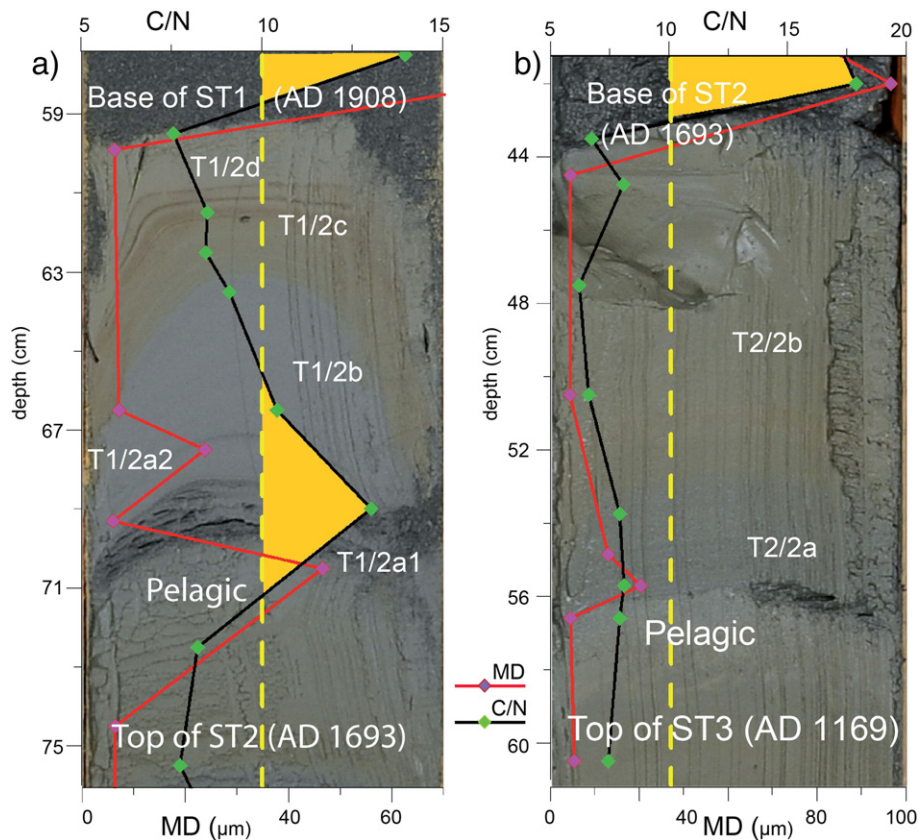 5 C/N 10 15
a)
Base of ST1 (AD 1908)
59
T1/2d
T1/2c
63
T1/2b
depth (cm)
67
T1/2a2
T1/2a1
71
Pelagic
Top of ST2 (AD 1693)
75
0 20 40 60
MD (µm)
5 C/N 10 15 20
b)
Base of ST2
(AD 1693)
44
48
T2/2b
depth (cm)
52
T2/2a
56
Pelagic
MD
C/N
Top of ST3 (AD 1169)
60
0 20 40 60 80 100
MD (µm)